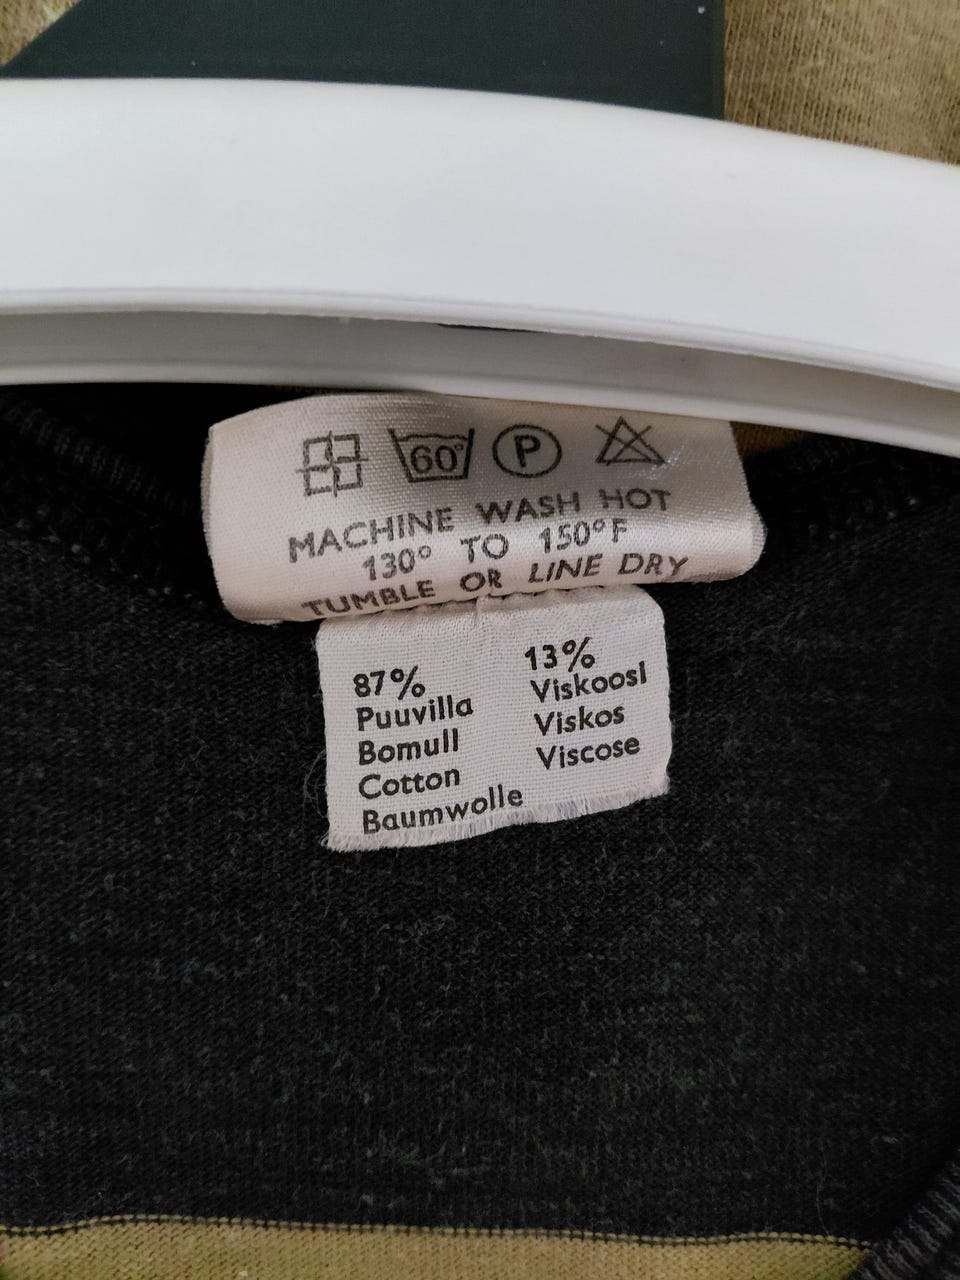 60°
P
MACHINE WASH HOT
130° TO 150°F
TUMBLE OR LINE DRY
87%
Puuvilla
Bomull
Cotton
Baumwolle
13%
Viskoosi
Viskos
Viscose